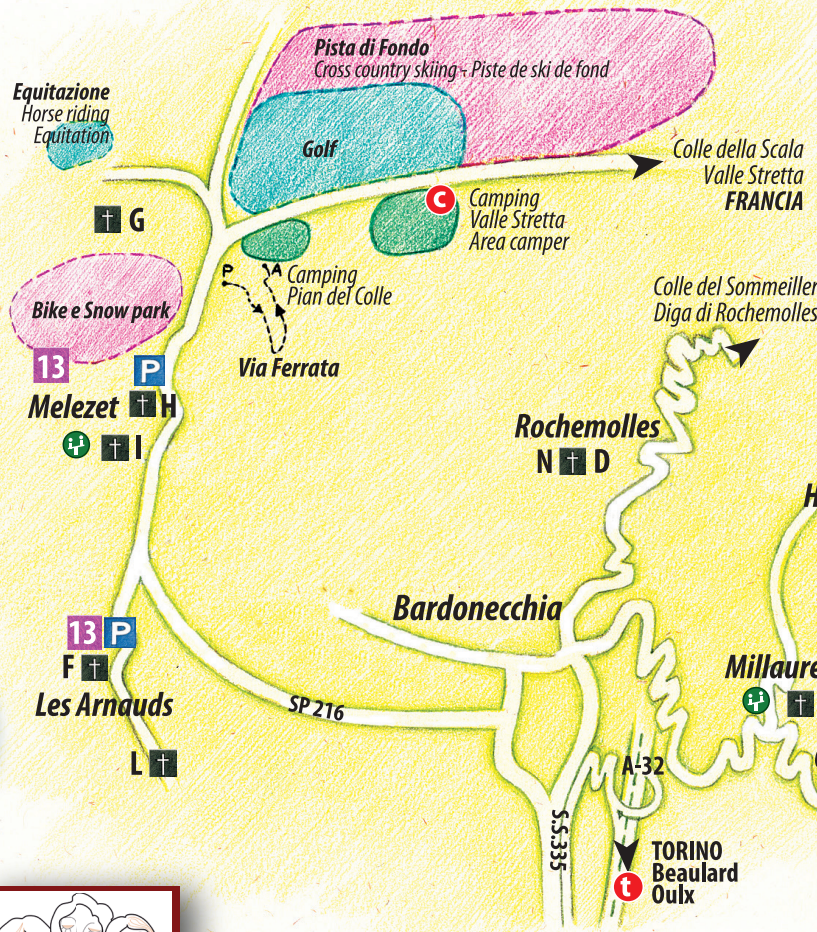 Pista di Fondo
Cross country skiing - Piste de ski de fond
Equitazione
Horse riding
Equitation
Golf
Colle della Scala
Valle Stretta
FRANCIA
C
Camping
Valle Stretta
Area camper
G
P
A
Camping
Pian del Colle
Via Ferrata
Bike e Snow park
Colle del Sommeiller
Diga di Rochemolles
13
P
Melezet
H
I
Rochemolles
N
D
H
Bardonecchia
13
P
F
Les Arnauds
L
SP 216
Millaure
A-32
S.S.335
t
TORINO
Beaulard
Oulx